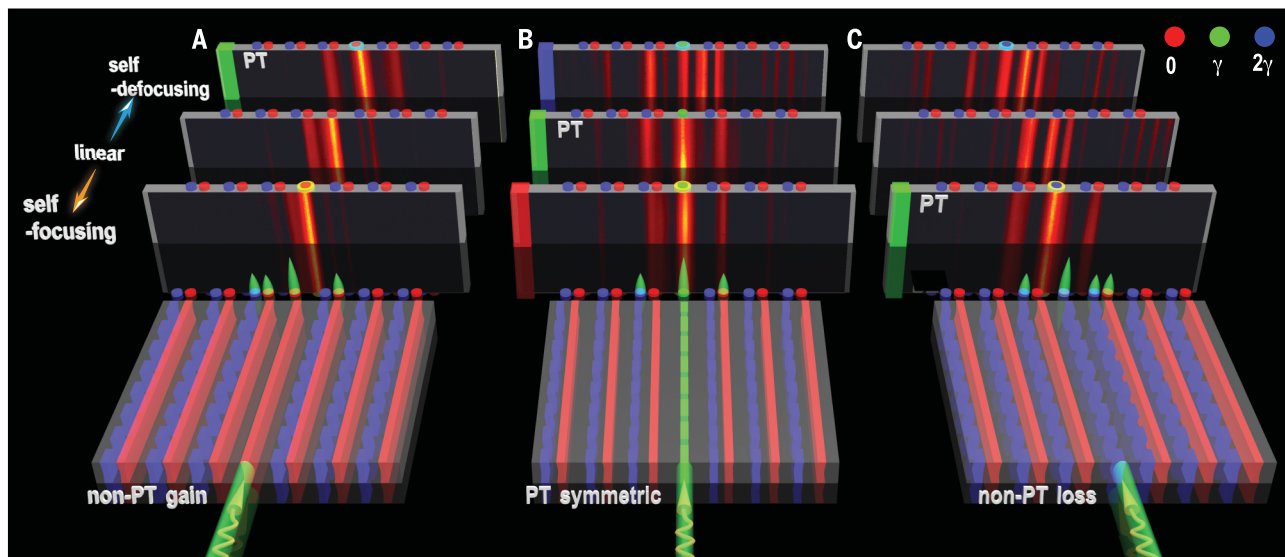 A
B
C
0
γ
2γ
self
-defocusing
linear
self
-focusing
PT
PT
PT
non-PT gain
PT symmetric
non-PT loss